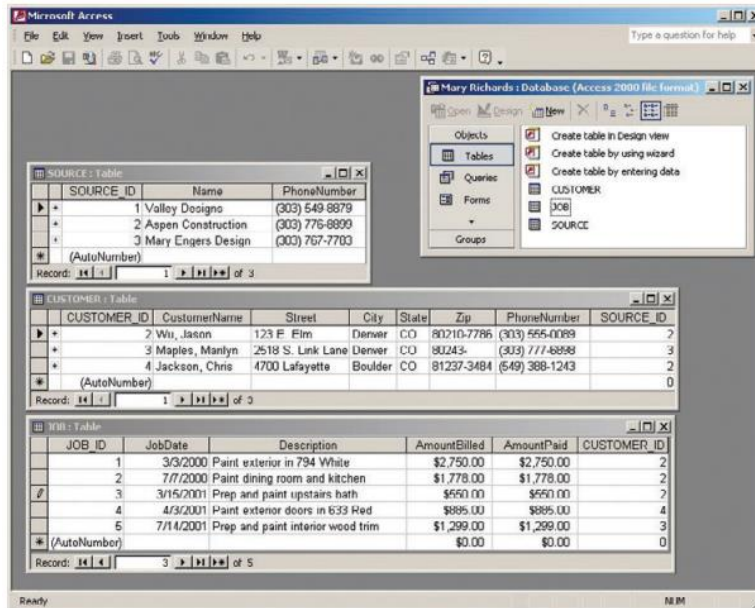 Microsoft Access
File Edit View Insert Tools Window Help
Type a question for help
Mary Richards : Database (Access 2000 file format)
Open Design New
Objects
Tables
Queries
Forms
Groups
Create table in Design view
Create table by using wizard
Create table by entering data
CUSTOMER
JOB
SOURCE
SOURCE : Table
SOURCE_ID Name PhoneNumber
1 Valley Designs (303) 549-8879
2 Aspen Construction (303) 776-8899
3 Mary Engers Design (303) 767-7783
(AutoNumber)
Record: 1 of 3
CUSTOMER : Table
CUSTOMER_ID CustomerName Street City State Zip PhoneNumber SOURCE_ID
2 Wu, Jason 123 E. Elm Denver CO 80210-7786 (303) 555-0089 2
3 Maples, Marilyn 2518 S. Link Lane Denver CO 80243- (303) 777-6898 3
4 Jackson, Chris 4700 Lafayette Boulder CO 81237-3484 (549) 388-1243 2
(AutoNumber) 0
Record: 1 of 3
JOB : Table
JOB_ID JobDate Description AmountBilled AmountPaid CUSTOMER_ID
1 3/3/2000 Paint exterior in 794 White $2,750.00 $2,750.00 2
2 7/7/2000 Paint dining room and kitchen $1,778.00 $1,778.00 2
3 3/15/2001 Prep and paint upstairs bath $550.00 $550.00 2
4 4/3/2001 Paint exterior doors in 633 Red $885.00 $885.00 4
5 7/14/2001 Prep and paint interior wood trim $1,299.00 $1,299.00 3
(AutoNumber) $0.00 $0.00 0
Record: 3 of 5
Ready NUM